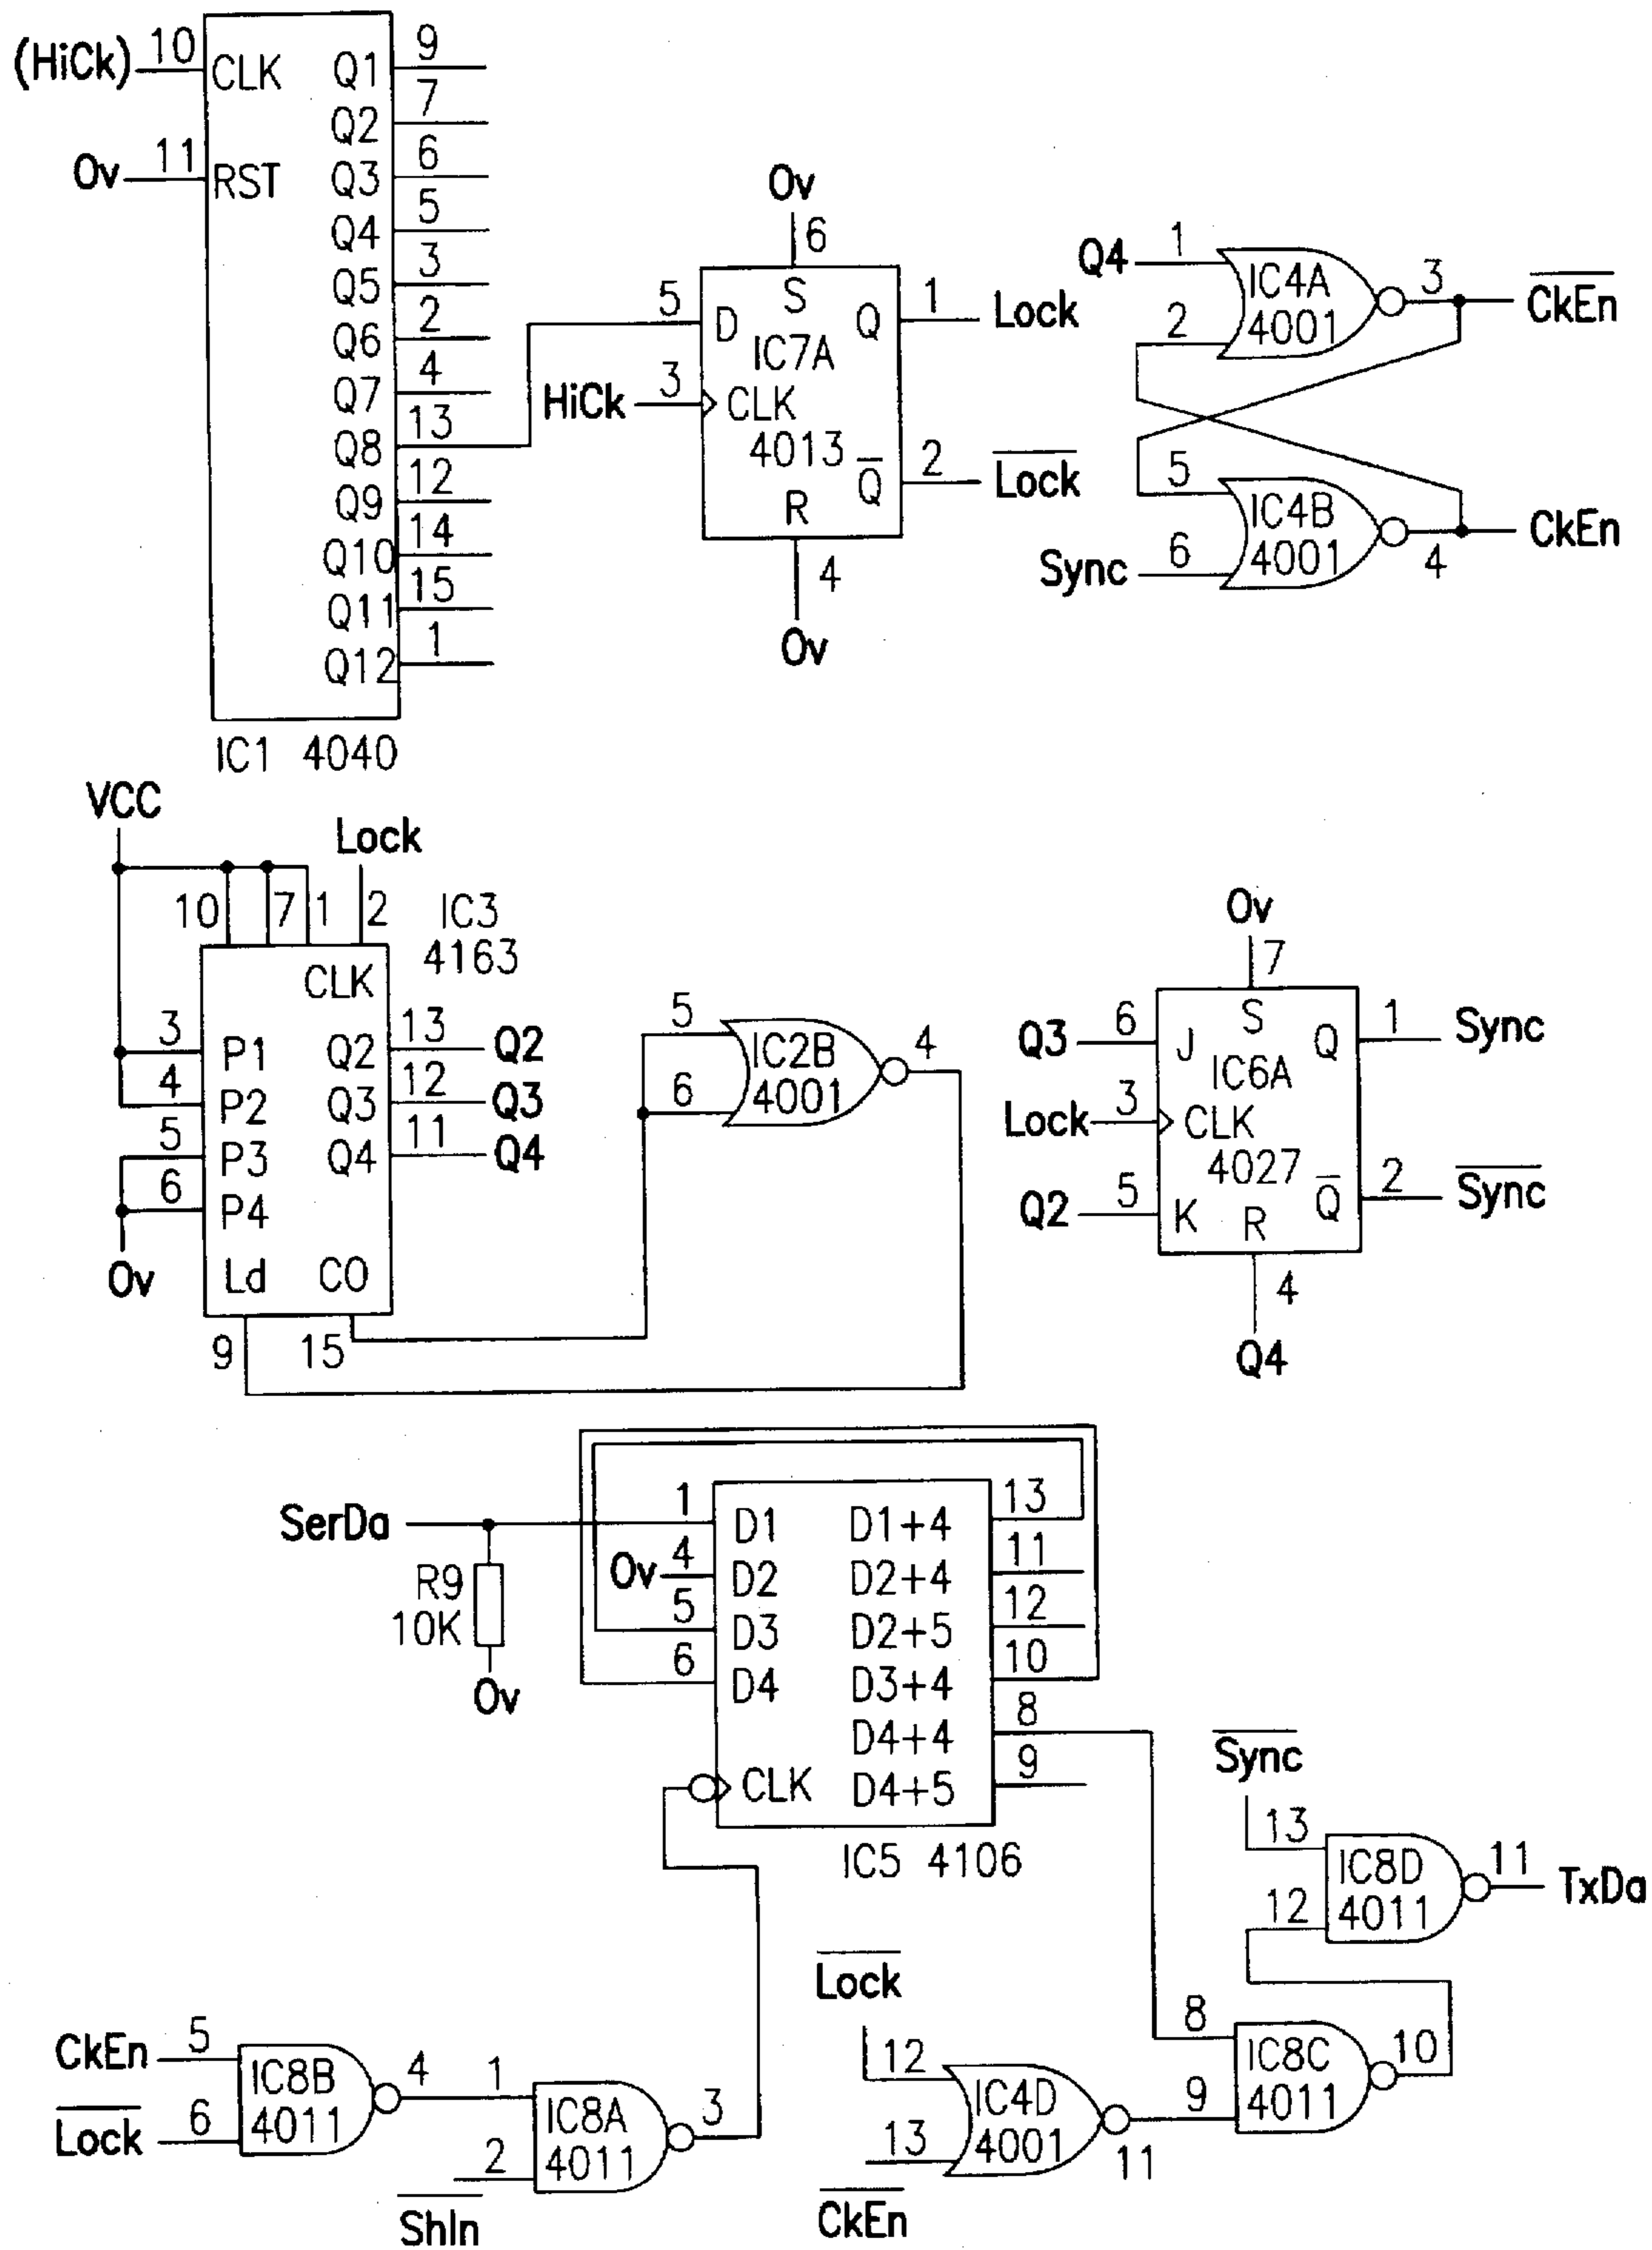 (HiCk) 10 CLK Q1 9
Q2 7
Ov 11 RST Q3 6
Q4 5
Q5 3
Q6 2
Q7 4
Q8 13
Q9 12
Q10 14
Q11 15
Q12 1
IC1 4040
Ov
6
S
5 D Q 1 Lock
IC7A
HiCk 3 CLK
4013 Q 2 Lock
R
4
Ov
Q4 1 IC4A 3 CkEn
2 4001
5 IC4B CkEn
Sync 6 4001 4
VCC
Lock
10 7 1 2 IC3
4163
CLK
3 P1 Q2 13 Q2
4 P2 Q3 12 Q3
5 P3 Q4 11 Q4
6 P4
Ov Ld CO
9 15
5 IC2B 4
6 4001
Ov
7
S
Q3 6 J Q 1 Sync
IC6A
Lock 3 CLK
4027
Q2 5 K Q 2 Sync
R
4
Q4
SerDa 1 D1 D1+4 13
Ov 4 D2 D2+4 11
R9 10K
5 D3 D2+5 12
6 D4 D3+4 10
Ov
D4+4 8
CLK D4+5 9
IC5 4106
Sync
13 IC8D 11 TxDa
12 4011
Lock
CkEn 5 IC8B 4 1 IC8A 3
Lock 6 4011 2 4011
ShIn
12 IC4D
13 4001 11
CkEn
8 IC8C 10
9 4011